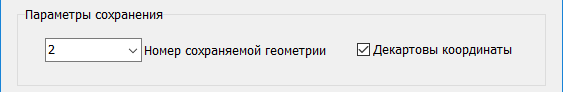 Параметры сохранения
2 Номер сохраняемой геометрии Декартовы координаты